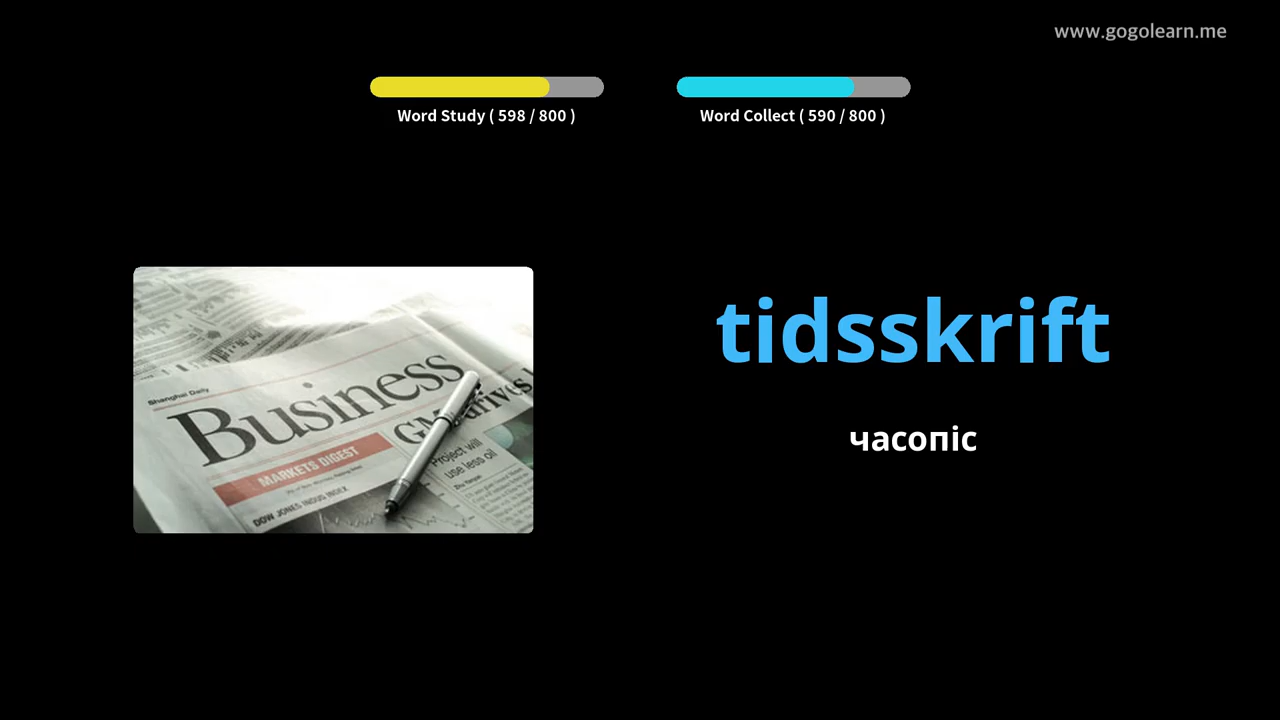 www.gogolearn.me
Word Study ( 598 / 800 )
Word Collect ( 590 / 800 )
tidsskrift
часопіс
Shanghai Daily
Business
MARKETS DIGEST
DOW JONES INDUS INDEX
GM drives
Project will
use less oil